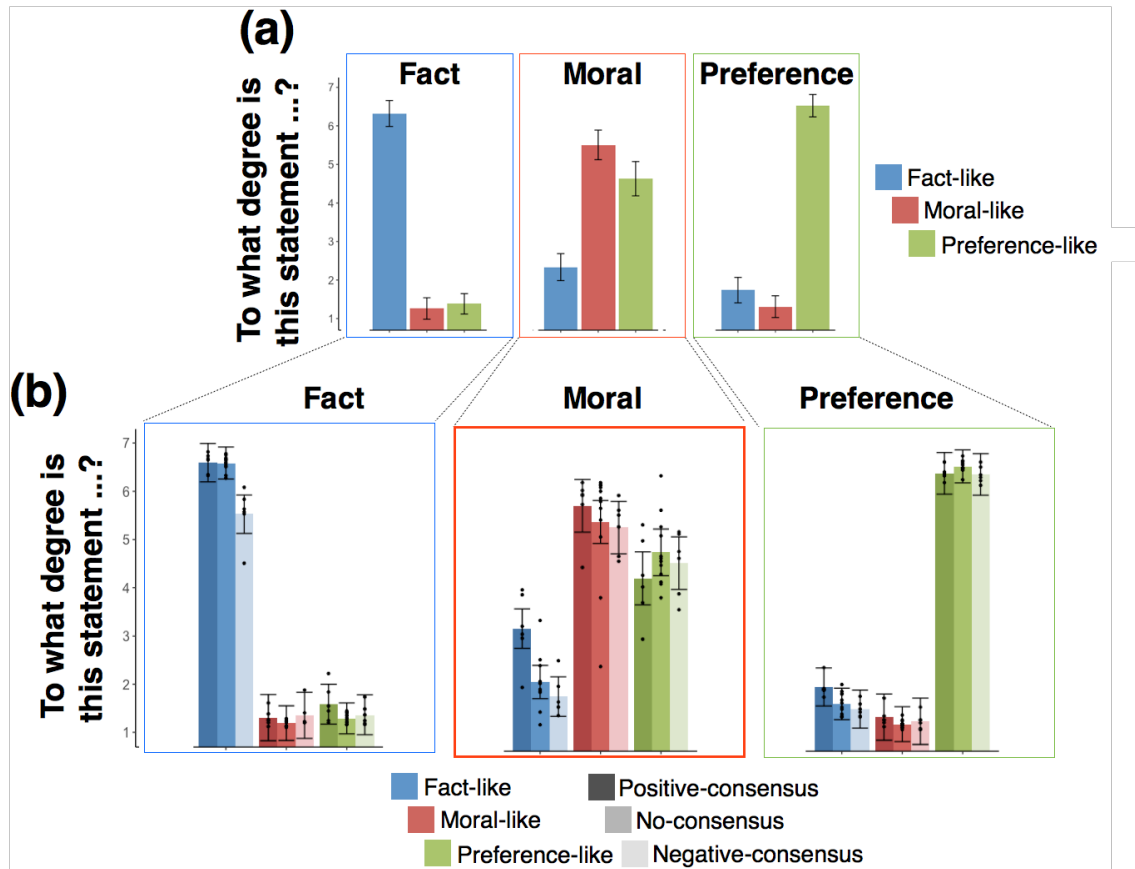 (a)
To what degree is
this statement ...?
Fact
Moral
Preference
7
6
5
4
3
2
1
Fact-like
Moral-like
Preference-like
(b)
To what degree is
this statement ...?
Fact
Moral
Preference
7
6
5
4
3
2
1
Fact-like
Moral-like
Preference-like
Positive-consensus
No-consensus
Negative-consensus